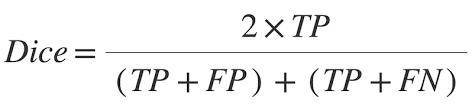 Dice = 2 × TP / (TP + FP) + (TP + FN)